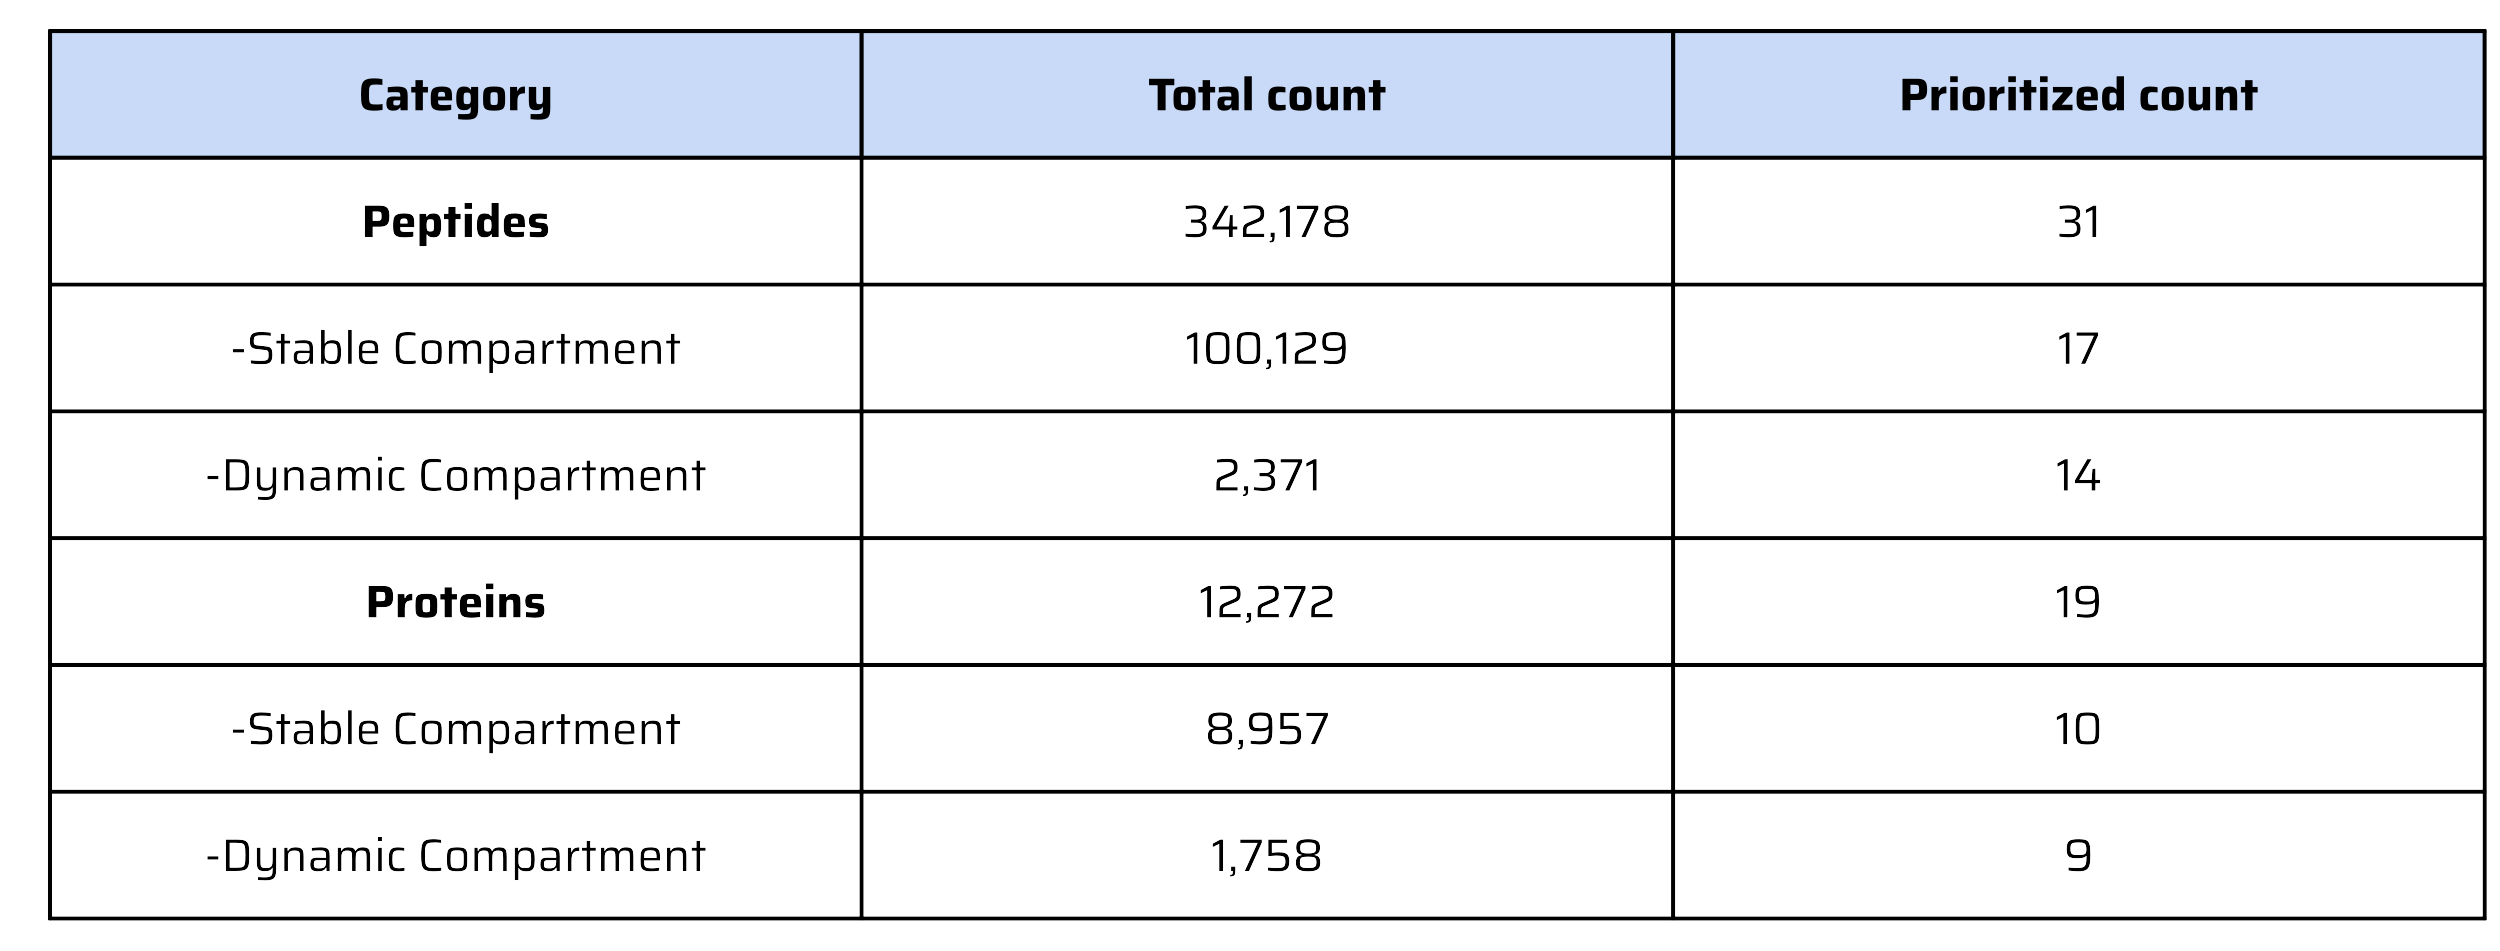 Category Total count Prioritized count
Peptides 342,178 31
-Stable Compartment 100,129 17
-Dynamic Compartment 2,371 14
Proteins 12,272 19
-Stable Compartment 8,957 10
-Dynamic Compartment 1,758 9